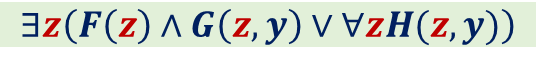 ∃z(F(z) ∧ G(z, y) ∨ ∀zH(z, y))